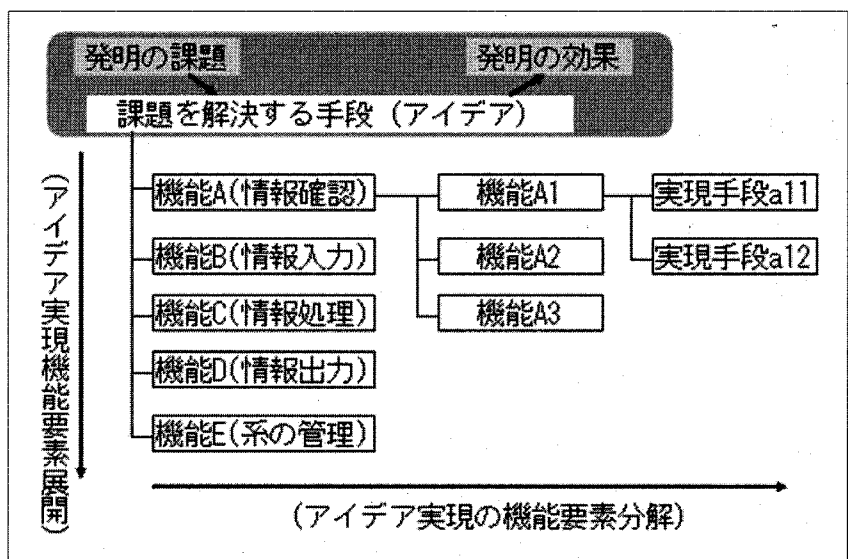 発明の課題
発明の効果
課題を解決する手段（アイデア）
(アイデア実現機能要素展開)
機能A(情報確認)
機能A1
実現手段a11
機能B(情報入力)
機能A2
実現手段a12
機能C(情報処理)
機能A3
機能D(情報出力)
機能E(系の管理)
(アイデア実現の機能要素分解)